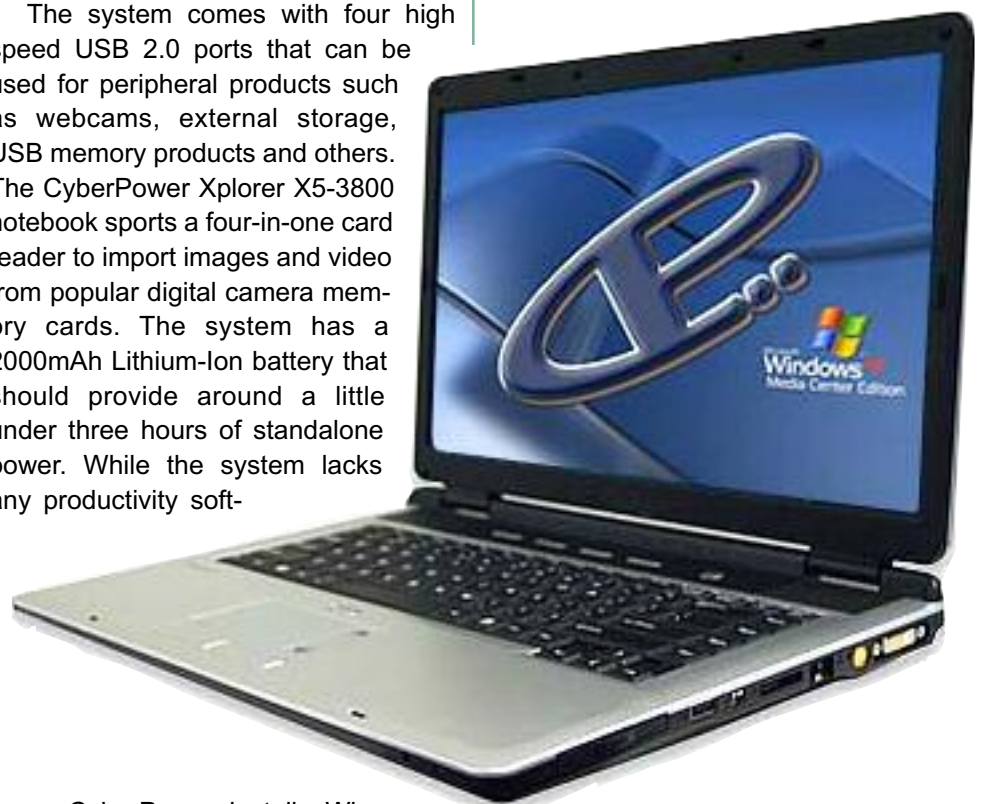 The system comes with four high
speed USB 2.0 ports that can be
used for peripheral products such
as webcams, external storage,
USB memory products and others.
The CyberPower Xplorer X5-3800
notebook sports a four-in-one card
reader to import images and video
from popular digital camera mem-
ory cards. The system has a
2000mAh Lithium-Ion battery that
should provide around a little
under three hours of standalone
power. While the system lacks
any productivity soft-
Microsoft
Windows XP
Media Center Edition